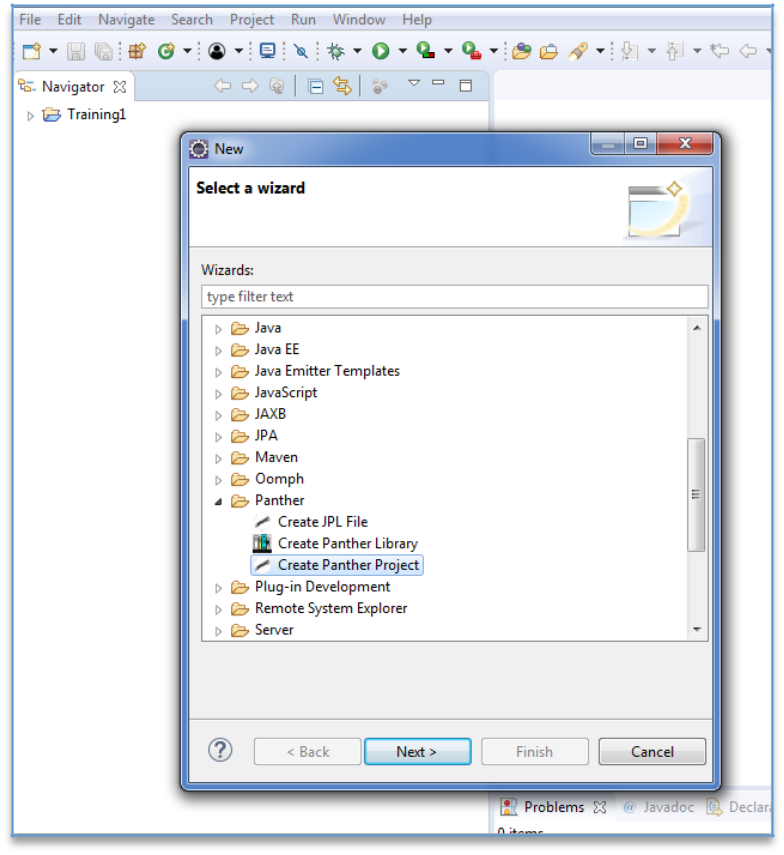 File Edit Navigate Search Project Run Window Help
Navigator
Training1
New
Select a wizard
Wizards:
type filter text
Java
Java EE
Java Emitter Templates
JavaScript
JAXB
JPA
Maven
Oomph
Panther
Create JPL File
Create Panther Library
Create Panther Project
Plug-in Development
Remote System Explorer
Server
? < Back Next > Finish Cancel
Problems @ Javadoc Declara
0 items